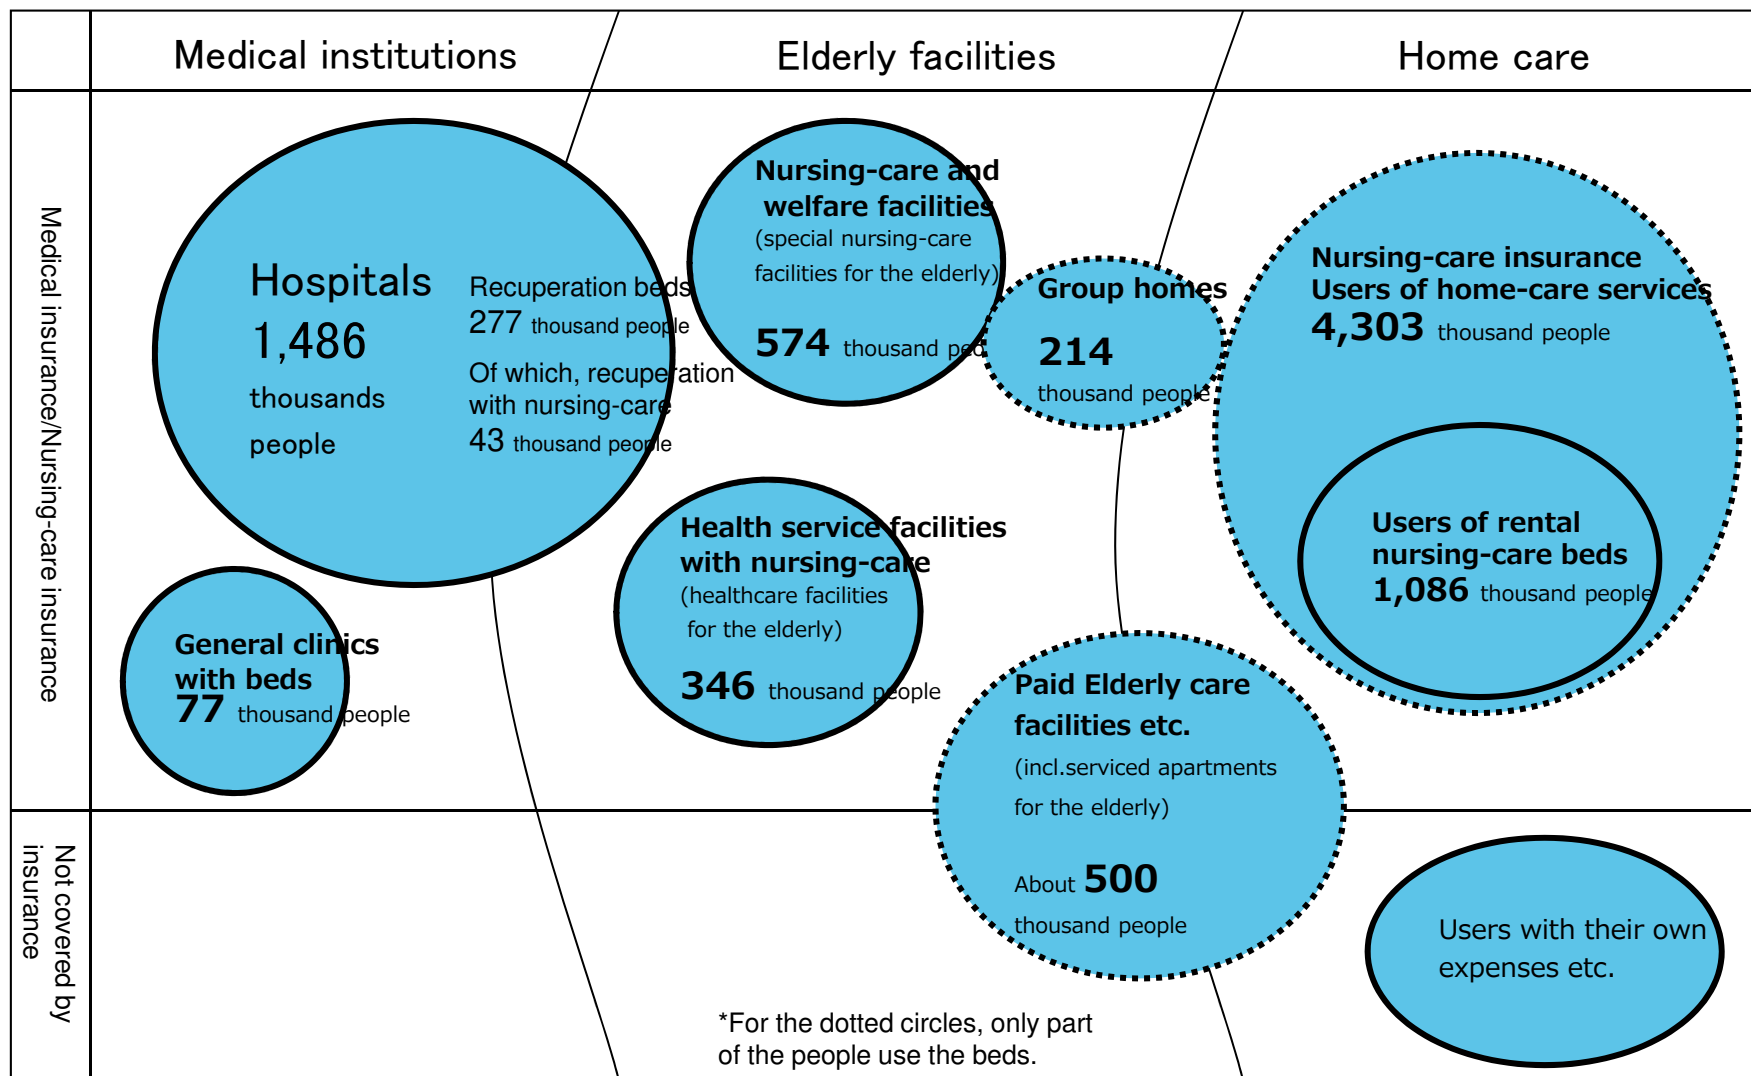 Medical institutions
Elderly facilities
Home care
Medical insurance/Nursing-care insurance
Hospitals
1,486
thousands
people
Recuperation beds
277 thousand people
Of which, recuperation
with nursing-care
43 thousand people
General clinics
with beds
77 thousand people
Nursing-care and
welfare facilities
(special nursing-care
facilities for the elderly)
574 thousand peo
Group homes
214
thousand people
Health service facilities
with nursing-care
(healthcare facilities
for the elderly)
346 thousand people
Paid Elderly care
facilities etc.
(incl.serviced apartments
for the elderly)
About 500
thousand people
Nursing-care insurance
Users of home-care services
4,303 thousand people
Users of rental
nursing-care beds
1,086 thousand people
Not covered by
insurance
Users with their own
expenses etc.
*For the dotted circles, only part
of the people use the beds.